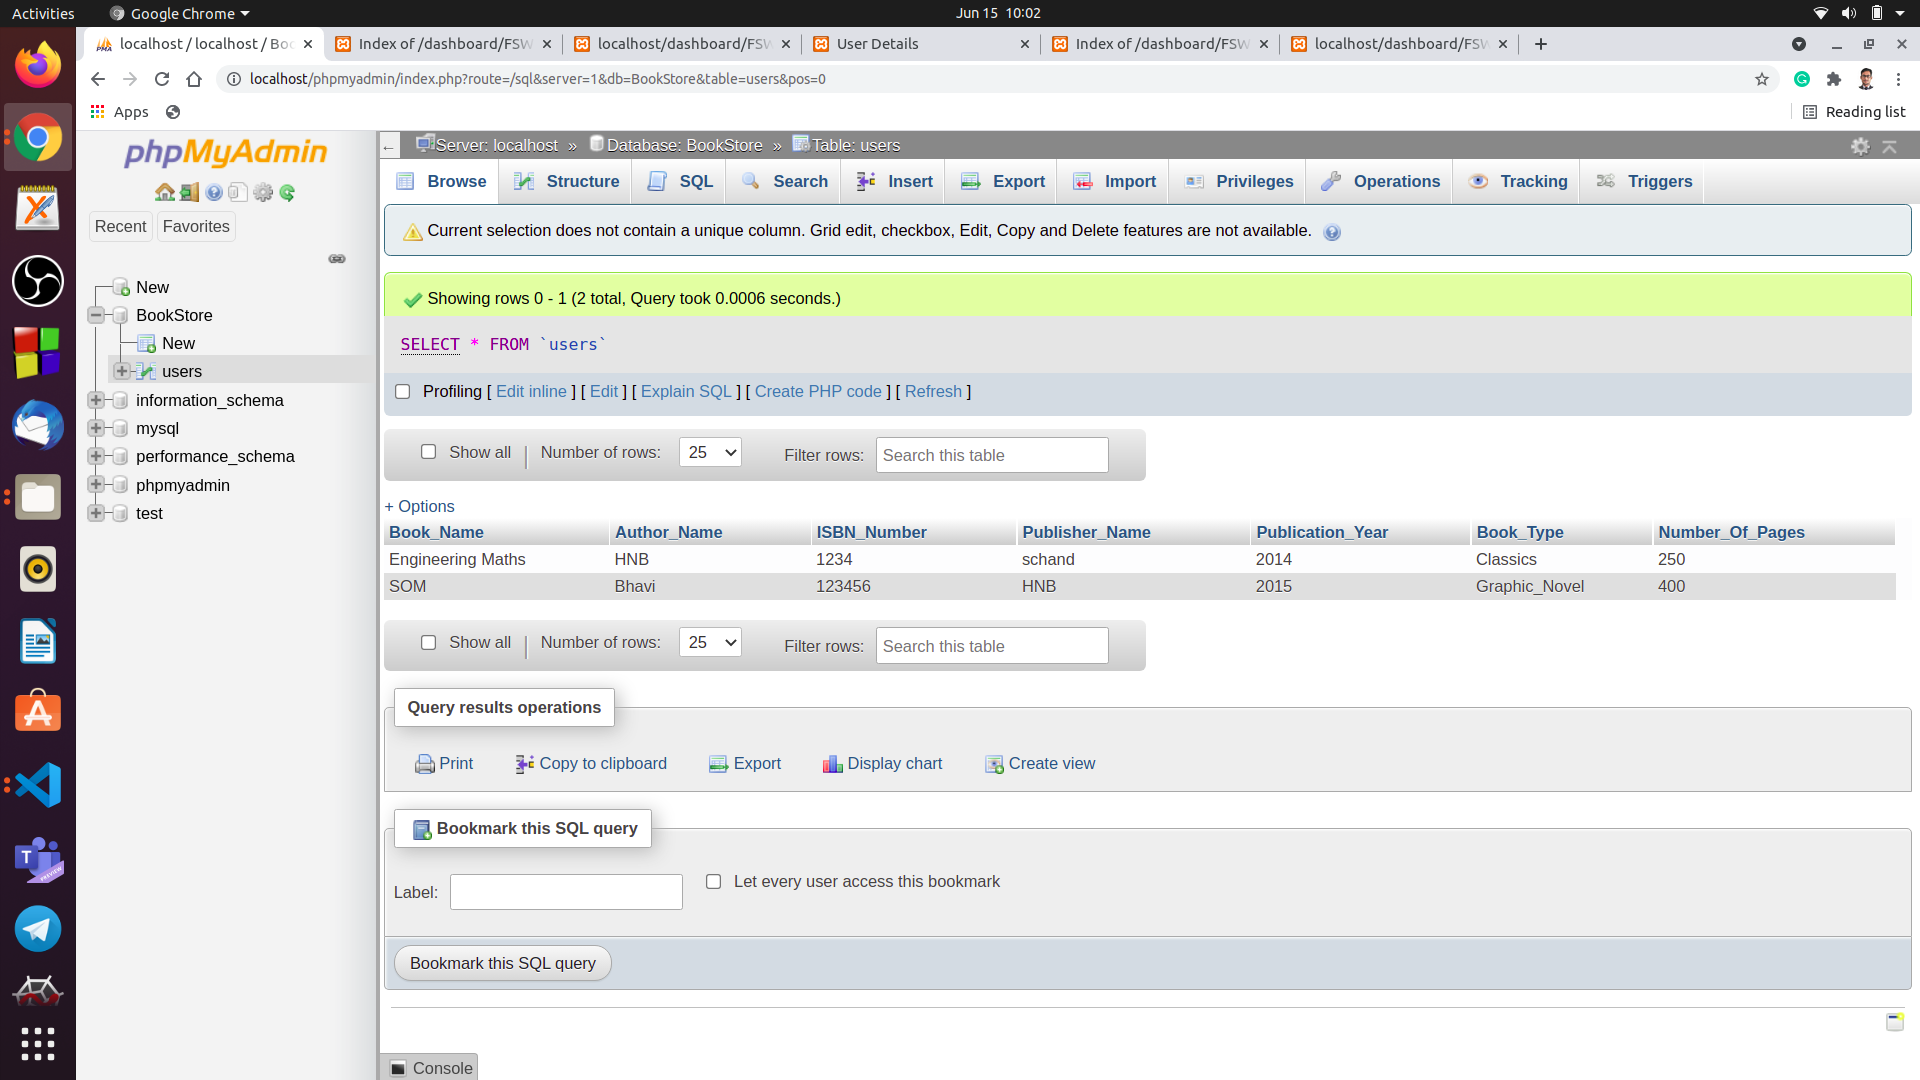 Activities Google Chrome Jun 15 10:02
localhost / localhost / Boo Index of /dashboard/FSW localhost/dashboard/FSW User Details Index of /dashboard/FSW localhost/dashboard/FSW
localhost/phpmyadmin/index.php?route=/sql&server=1&db=BookStore&table=users&pos=0
Apps Reading list
phpMyAdmin
Recent Favorites
New
BookStore
New
users
information_schema
mysql
performance_schema
phpmyadmin
test
Server: localhost » Database: BookStore » Table: users
Browse Structure SQL Search Insert Export Import Privileges Operations Tracking Triggers
Current selection does not contain a unique column. Grid edit, checkbox, Edit, Copy and Delete features are not available.
Showing rows 0 - 1 (2 total, Query took 0.0006 seconds.)
SELECT * FROM `users`
Profiling [ Edit inline ] [ Edit ] [ Explain SQL ] [ Create PHP code ] [ Refresh ]
Show all | Number of rows: 25 Filter rows: Search this table
+ Options
Book_Name Author_Name ISBN_Number Publisher_Name Publication_Year Book_Type Number_Of_Pages
Engineering Maths HNB 1234 schand 2014 Classics 250
SOM Bhavi 123456 HNB 2015 Graphic_Novel 400
Show all | Number of rows: 25 Filter rows: Search this table
Query results operations
Print Copy to clipboard Export Display chart Create view
Bookmark this SQL query
Label: Let every user access this bookmark
Bookmark this SQL query
Console